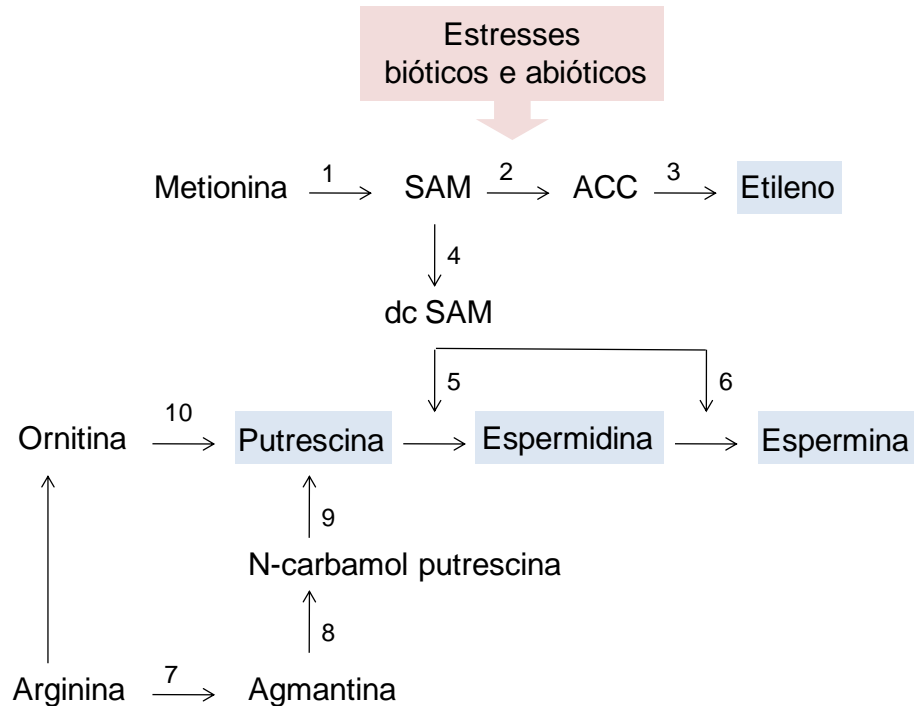 Estresses
bióticos e abióticos
1 2 3
Metionina SAM ACC Etileno
4
dc SAM
5 6
10
Ornitina Putrescina Espermidina Espermina
9
N-carbamol putrescina
8
7
Arginina Agmantina